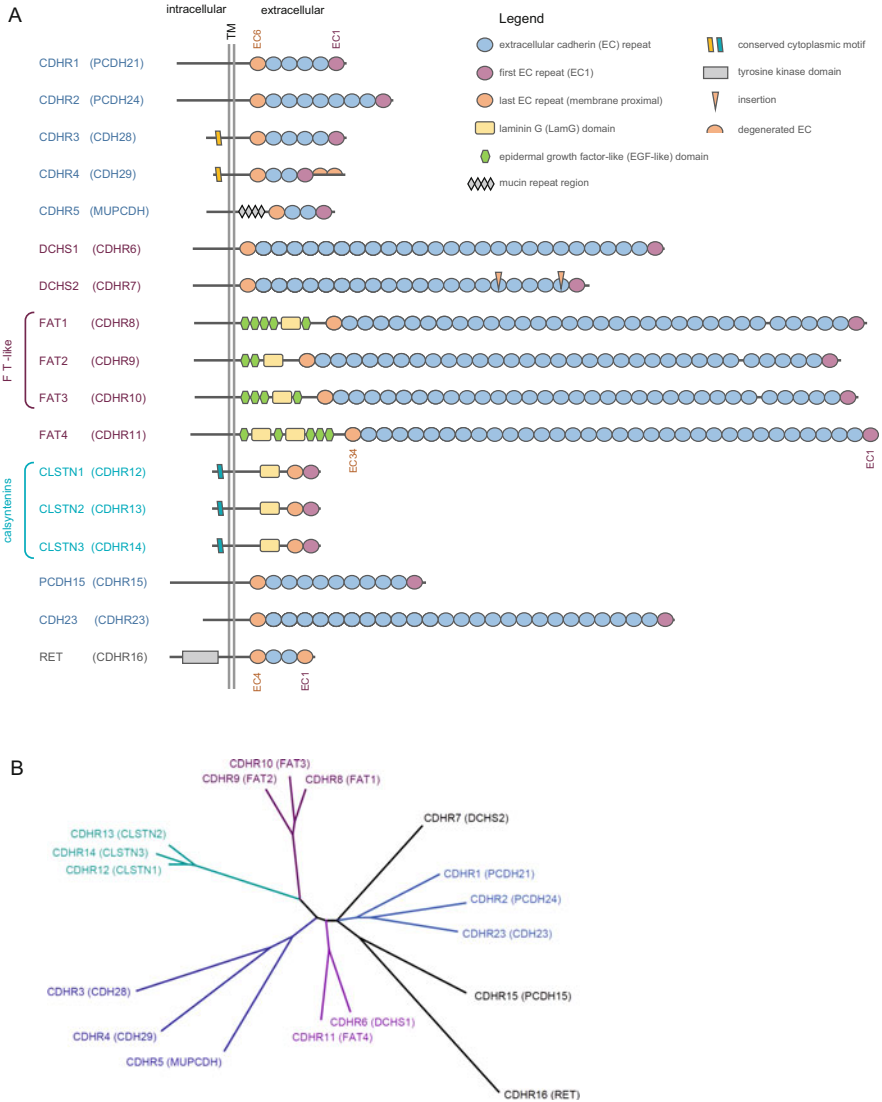 A
intracellular
extracellular
TM
EC6
EC1
Legend
extracellular cadherin (EC) repeat
first EC repeat (EC1)
last EC repeat (membrane proximal)
laminin G (LamG) domain
epidermal growth factor-like (EGF-like) domain
mucin repeat region
conserved cytoplasmic motif
tyrosine kinase domain
insertion
degenerated EC
CDHR1 (PCDH21)
CDHR2 (PCDH24)
CDHR3 (CDH28)
CDHR4 (CDH29)
CDHR5 (MUPCDH)
DCHS1 (CDHR6)
DCHS2 (CDHR7)
FT-like
FAT1 (CDHR8)
FAT2 (CDHR9)
FAT3 (CDHR10)
FAT4 (CDHR11)
EC34
EC1
calsyntenins
CLSTN1 (CDHR12)
CLSTN2 (CDHR13)
CLSTN3 (CDHR14)
PCDH15 (CDHR15)
CDH23 (CDHR23)
RET (CDHR16)
EC4
EC1
B
CDHR10 (FAT3)
CDHR9 (FAT2)
CDHR8 (FAT1)
CDHR7 (DCHS2)
CDHR13 (CLSTN2)
CDHR14 (CLSTN3)
CDHR12 (CLSTN1)
CDHR1 (PCDH21)
CDHR2 (PCDH24)
CDHR23 (CDH23)
CDHR3 (CDH28)
CDHR15 (PCDH15)
CDHR4 (CDH29)
CDHR6 (DCHS1)
CDHR11 (FAT4)
CDHR5 (MUPCDH)
CDHR16 (RET)